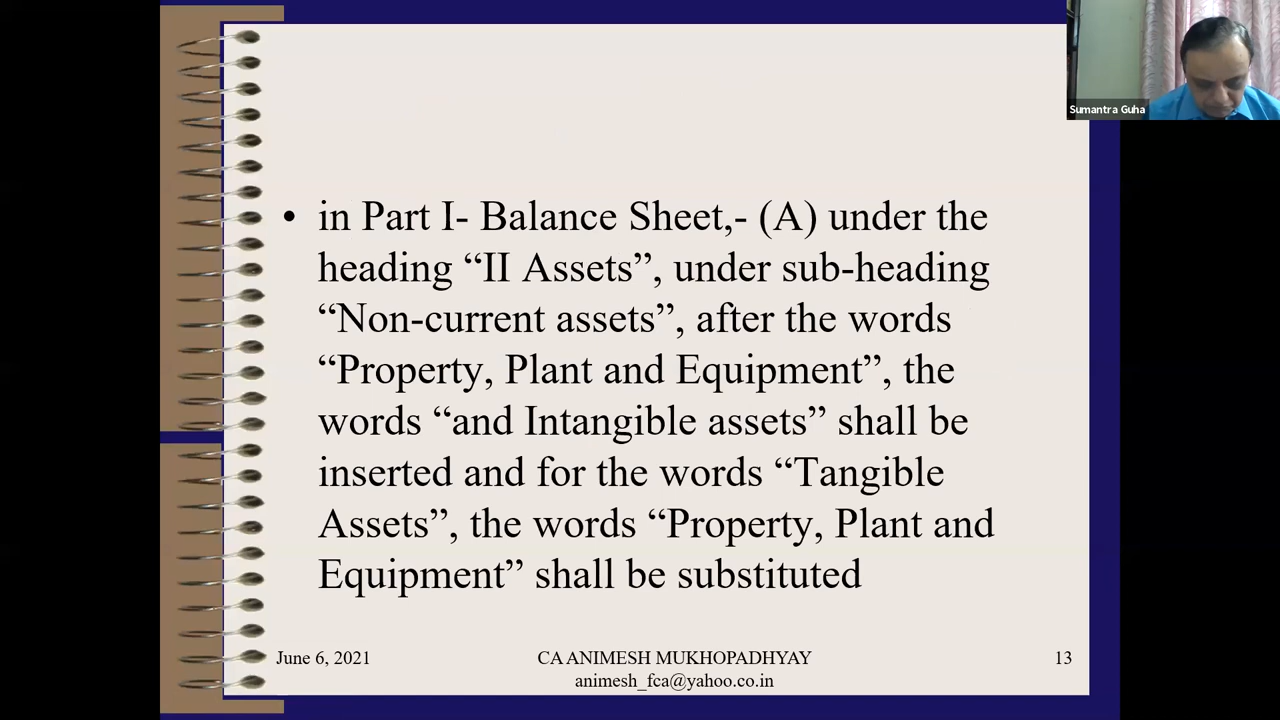 Sumantra Guha
• in Part I- Balance Sheet,- (A) under the
heading “II Assets”, under sub-heading
“Non-current assets”, after the words
“Property, Plant and Equipment”, the
words “and Intangible assets” shall be
inserted and for the words “Tangible
Assets”, the words “Property, Plant and
Equipment” shall be substituted
June 6, 2021
CA ANIMESH MUKHOPADHYAY
animesh_fca@yahoo.co.in
13